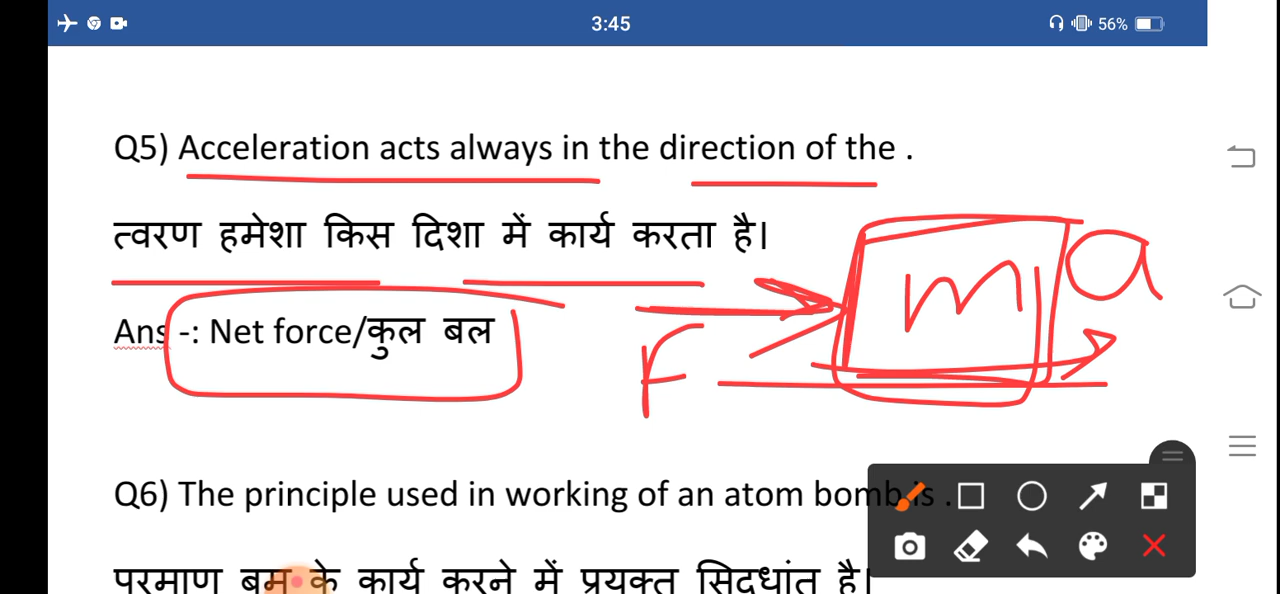 3:45 56%
Q5) Acceleration acts always in the direction of the .
त्वरण हमेशा किस दिशा में कार्य करता है।
m a
Ans -: Net force/कुल बल
F
Q6) The principle used in working of an atom bomb is .
परमाणु बम के कार्य करने में प्रयुक्त सिद्धांत है।